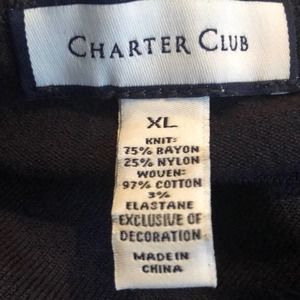 CHARTER CLUB
XL
KNIT:
75% RAYON
25% NYLON
WOVEN:
97% COTTON
3%
ELASTANE
EXCLUSIVE OF
DECORATION
MADE IN
CHINA